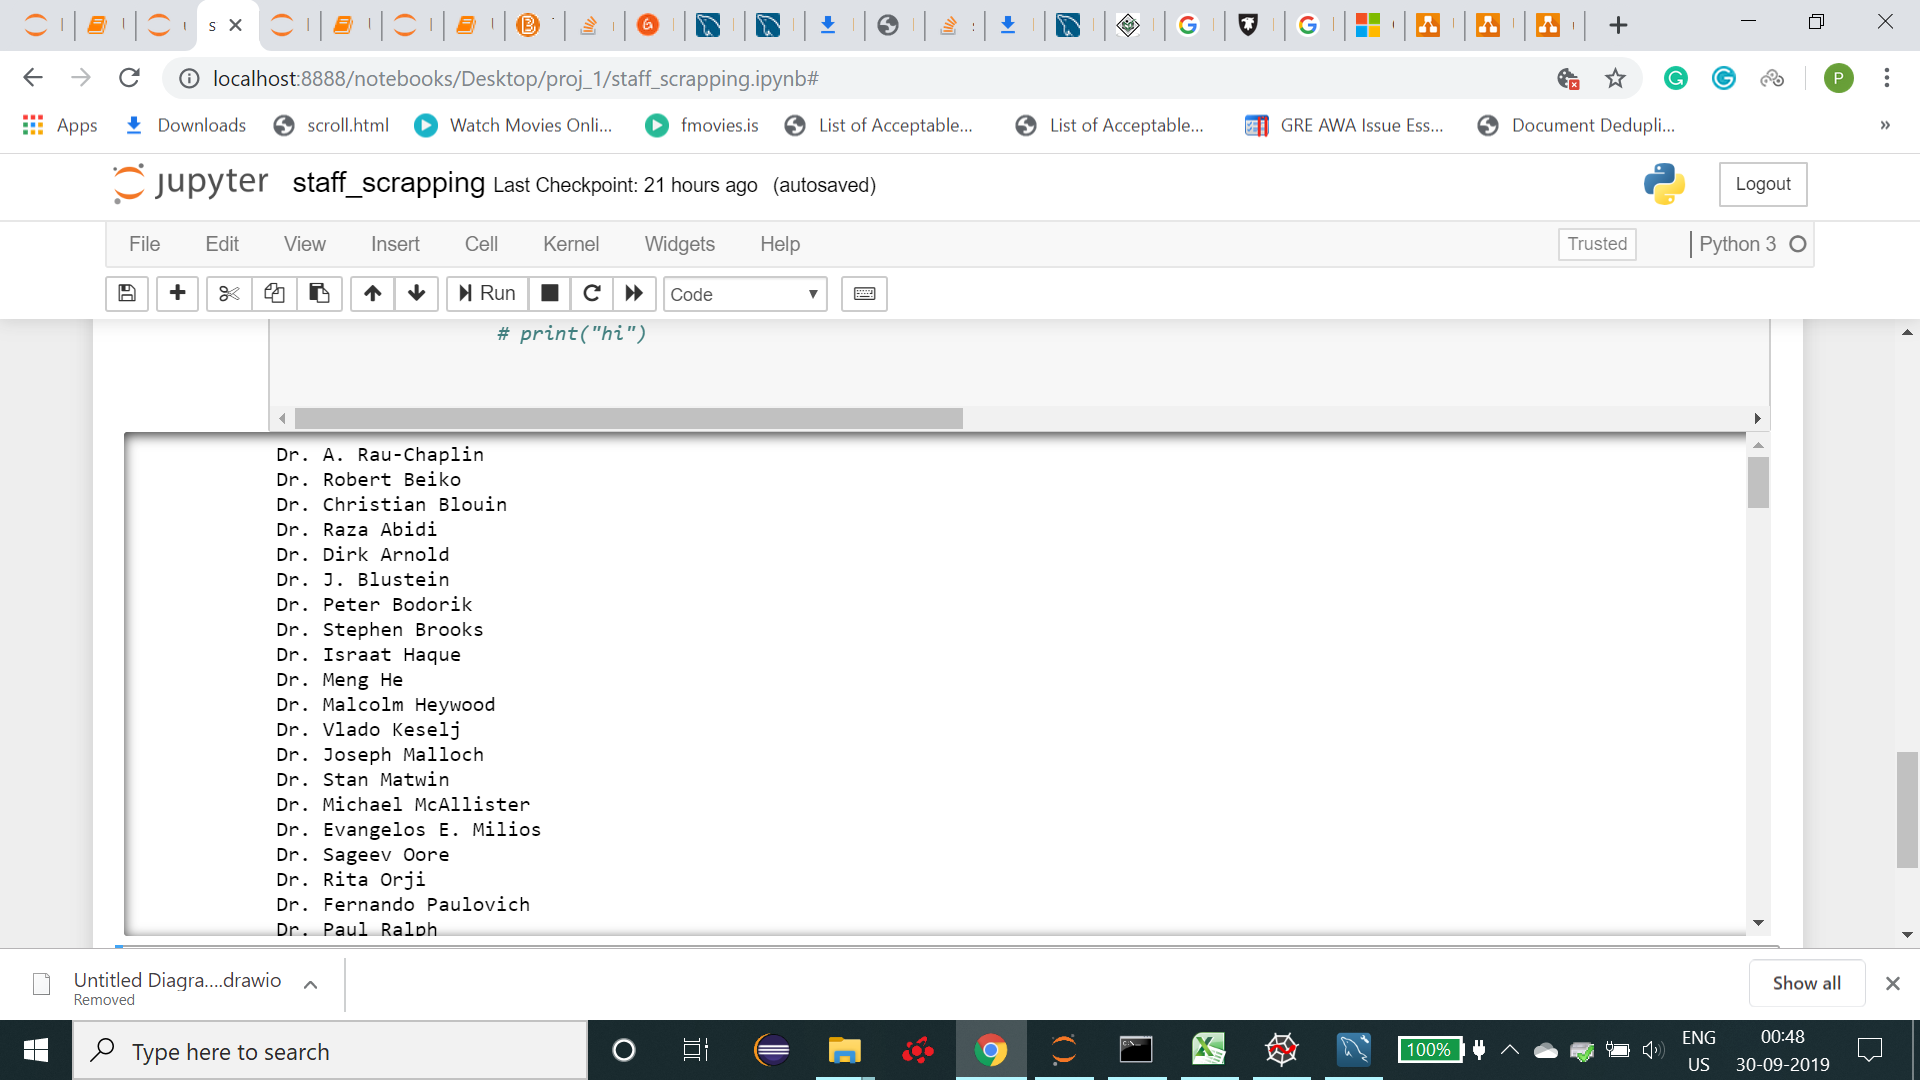 s
localhost:8888/notebooks/Desktop/proj_1/staff_scrapping.ipynb#
P
Apps
Downloads
scroll.html
Watch Movies Onli...
fmovies.is
List of Acceptable...
List of Acceptable...
GRE AWA Issue Ess...
Document Dedupli...
»
jupyter staff_scrapping Last Checkpoint: 21 hours ago (autosaved)
Logout
File Edit View Insert Cell Kernel Widgets Help
Trusted
Python 3
Run
Code
# print("hi")
Dr. A. Rau-Chaplin
Dr. Robert Beiko
Dr. Christian Blouin
Dr. Raza Abidi
Dr. Dirk Arnold
Dr. J. Blustein
Dr. Peter Bodorik
Dr. Stephen Brooks
Dr. Israat Haque
Dr. Meng He
Dr. Malcolm Heywood
Dr. Vlado Keselj
Dr. Joseph Malloch
Dr. Stan Matwin
Dr. Michael McAllister
Dr. Evangelos E. Milios
Dr. Sageev Oore
Dr. Rita Orji
Dr. Fernando Paulovich
Dr. Paul Ralph
Untitled Diagra....drawio
Removed
Show all
Type here to search
100%
ENG
US
00:48
30-09-2019